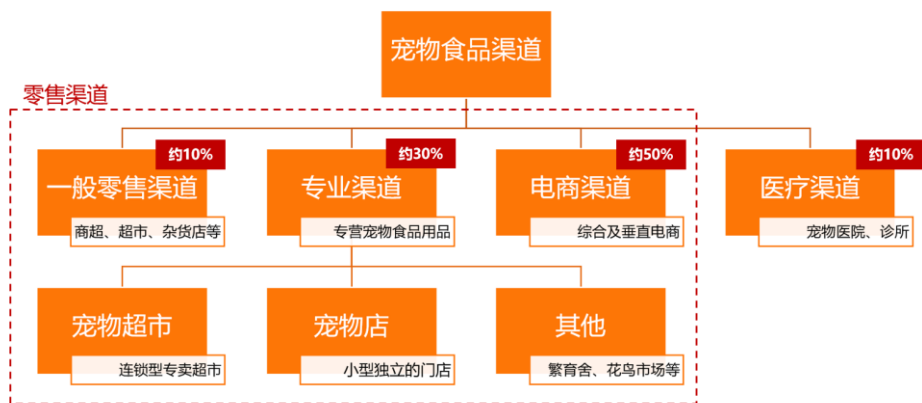 宠物食品渠道
零售渠道
约10%
一般零售渠道
商超、超市、杂货店等
约30%
专业渠道
专营宠物食品用品
约50%
电商渠道
综合及垂直电商
约10%
医疗渠道
宠物医院、诊所
宠物超市
连锁型专卖超市
宠物店
小型独立的门店
其他
繁育舍、花鸟市场等